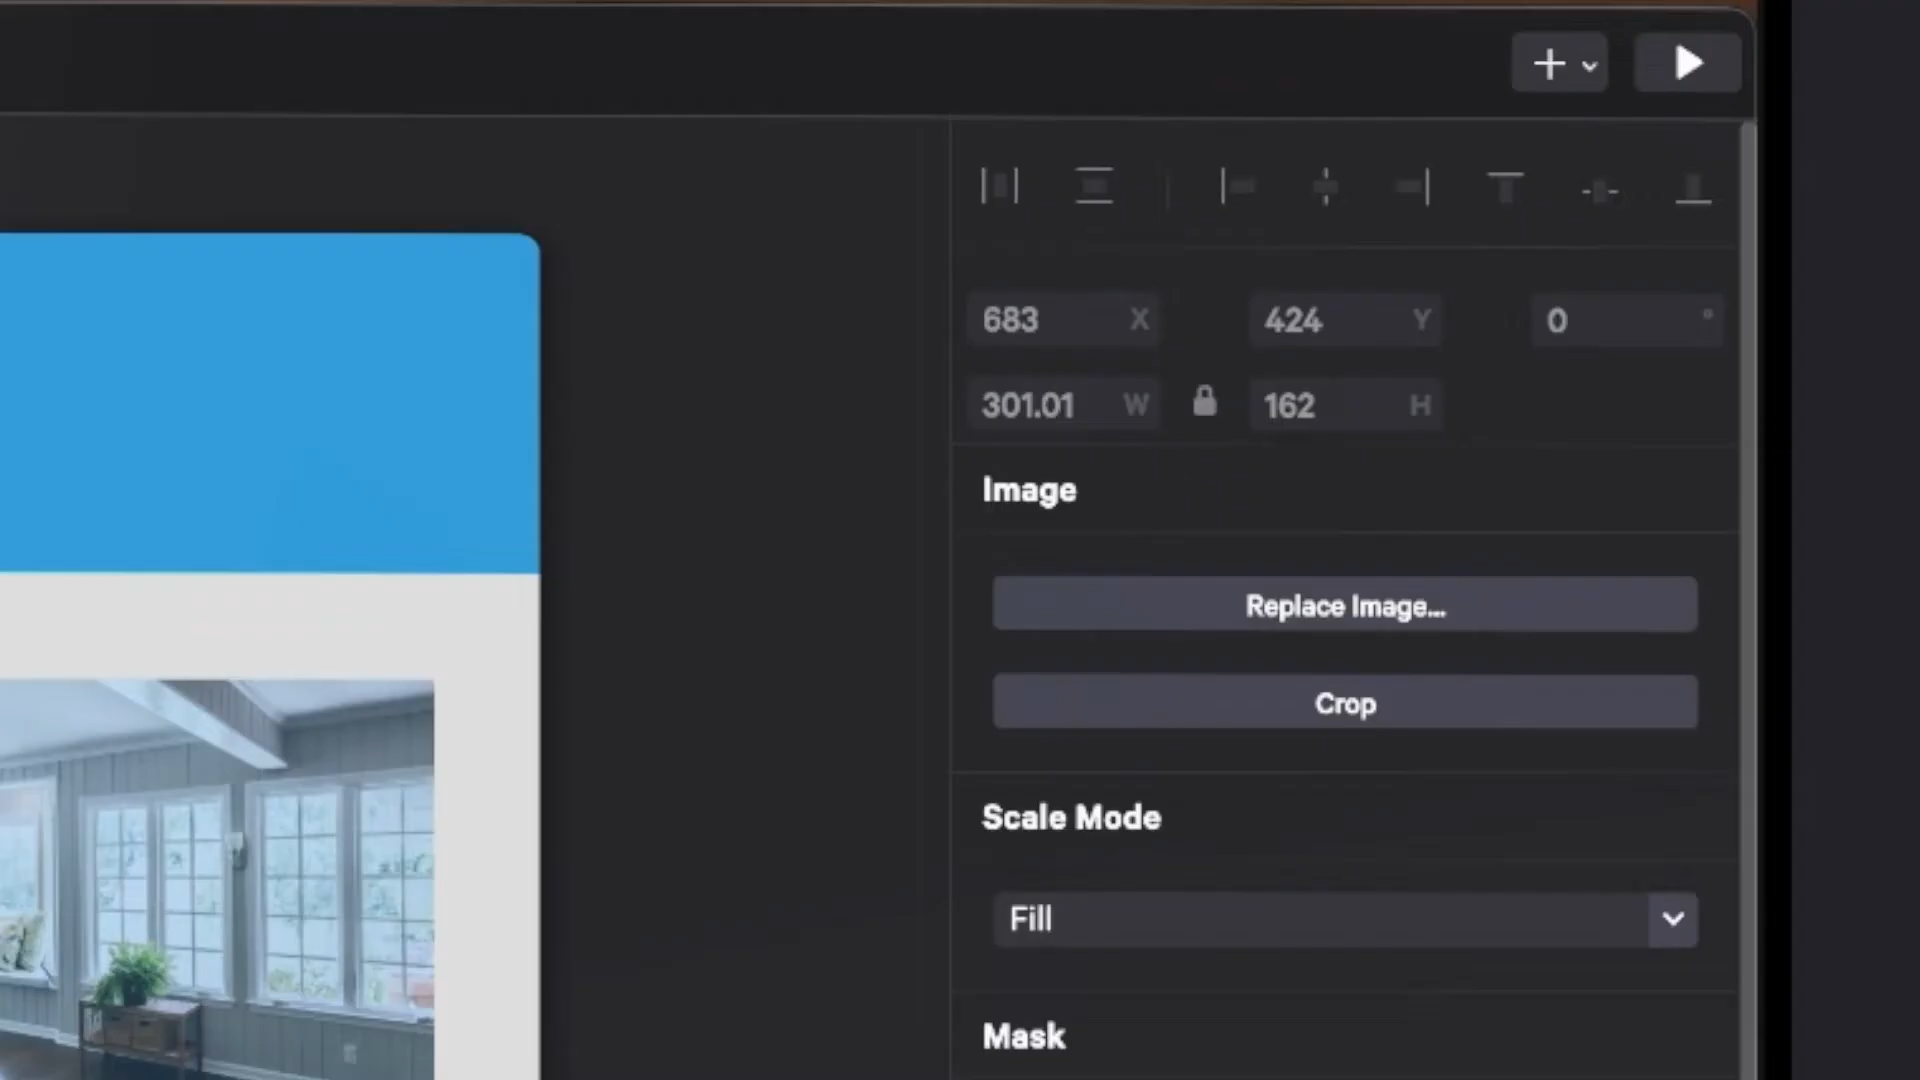 683 X 424 Y 0 °
301.01 W 162 H
Image
Replace Image...
Crop
Scale Mode
Fill
Mask